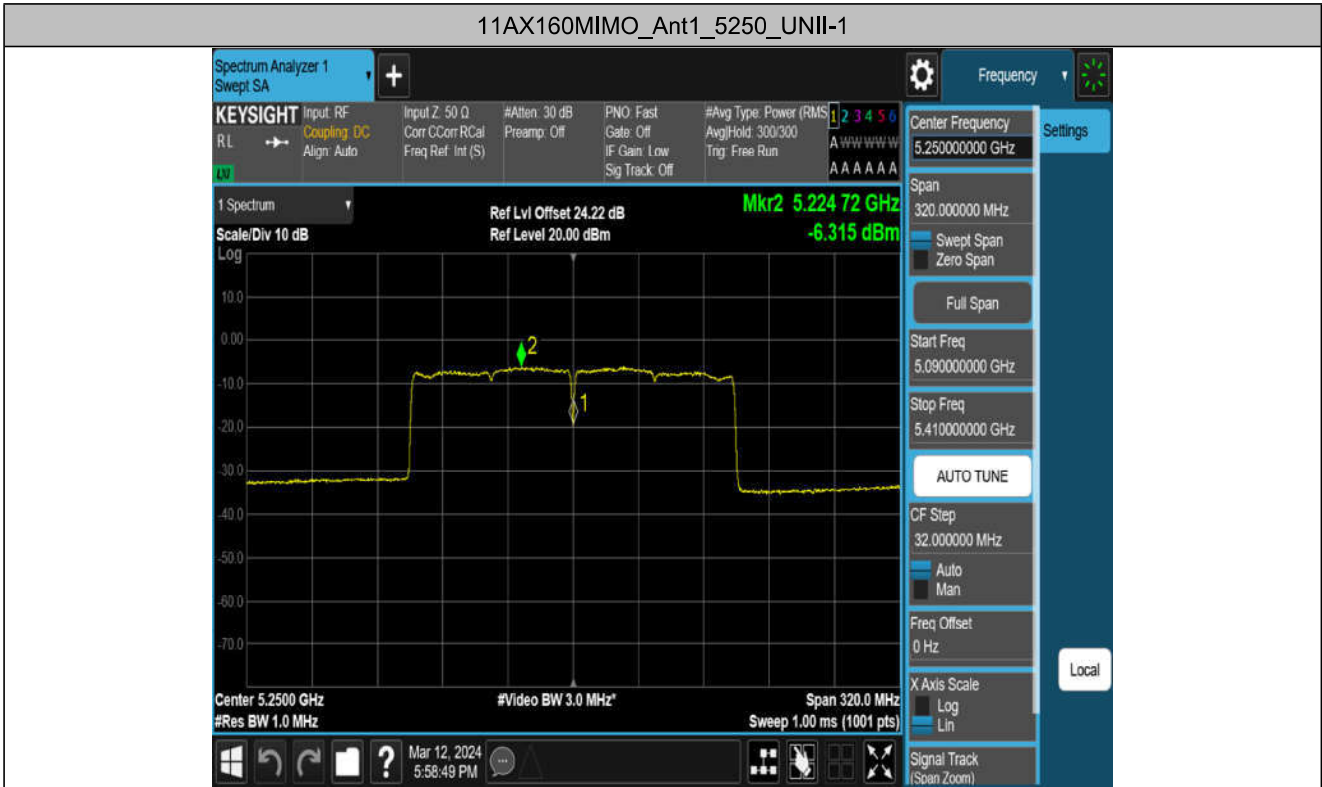 11AX160MIMO_Ant1_5250_UNII-1
Spectrum Analyzer 1
Swept SA
+
Frequency
KEYSIGHT
RL
LXI
Input: RF
Coupling: DC
Align: Auto
Input Z: 50 Ω
Corr CCorr RCal
Freq Ref: Int (S)
#Atten: 30 dB
Preamp: Off
PNO: Fast
Gate: Off
IF Gain: Low
Sig Track: Off
#Avg Type: Power (RMS
Avg|Hold: 300/300
Trig: Free Run
1 2 3 4 5 6
A W W W W W
A A A A A A
1 Spectrum
Scale/Div 10 dB
Log
Ref Lvl Offset 24.22 dB
Ref Level 20.00 dBm
Mkr2 5.224 72 GHz
-6.315 dBm
10.0
0.00
-10.0
-20.0
-30.0
-40.0
-50.0
-60.0
-70.0
2
1
Center 5.2500 GHz
#Res BW 1.0 MHz
#Video BW 3.0 MHz*
Span 320.0 MHz
Sweep 1.00 ms (1001 pts)
?
Mar 12, 2024
5:58:49 PM
Center Frequency
5.250000000 GHz
Settings
Span
320.000000 MHz
Swept Span
Zero Span
Full Span
Start Freq
5.090000000 GHz
Stop Freq
5.410000000 GHz
AUTO TUNE
CF Step
32.000000 MHz
Auto
Man
Freq Offset
0 Hz
X Axis Scale
Log
Lin
Local
Signal Track
(Span Zoom)